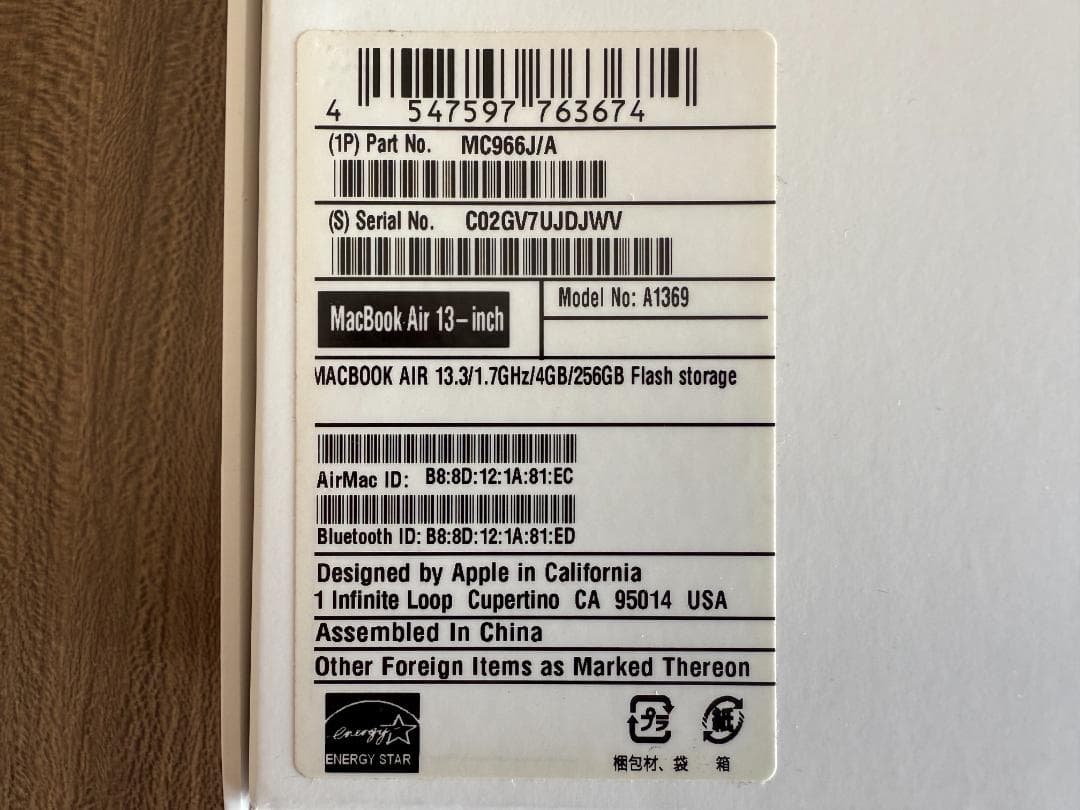 4 547597 763674
(1P) Part No. MC966J/A
(S) Serial No. C02GV7UJDJWV
MacBook Air 13-inch
Model No: A1369
MACBOOK AIR 13.3/1.7GHz/4GB/256GB Flash storage
AirMac ID: B8:8D:12:1A:81:EC
Bluetooth ID: B8:8D:12:1A:81:ED
Designed by Apple in California
1 Infinite Loop Cupertino CA 95014 USA
Assembled In China
Other Foreign Items as Marked Thereon
energy
ENERGY STAR
プラ
紙
梱包材、袋
箱